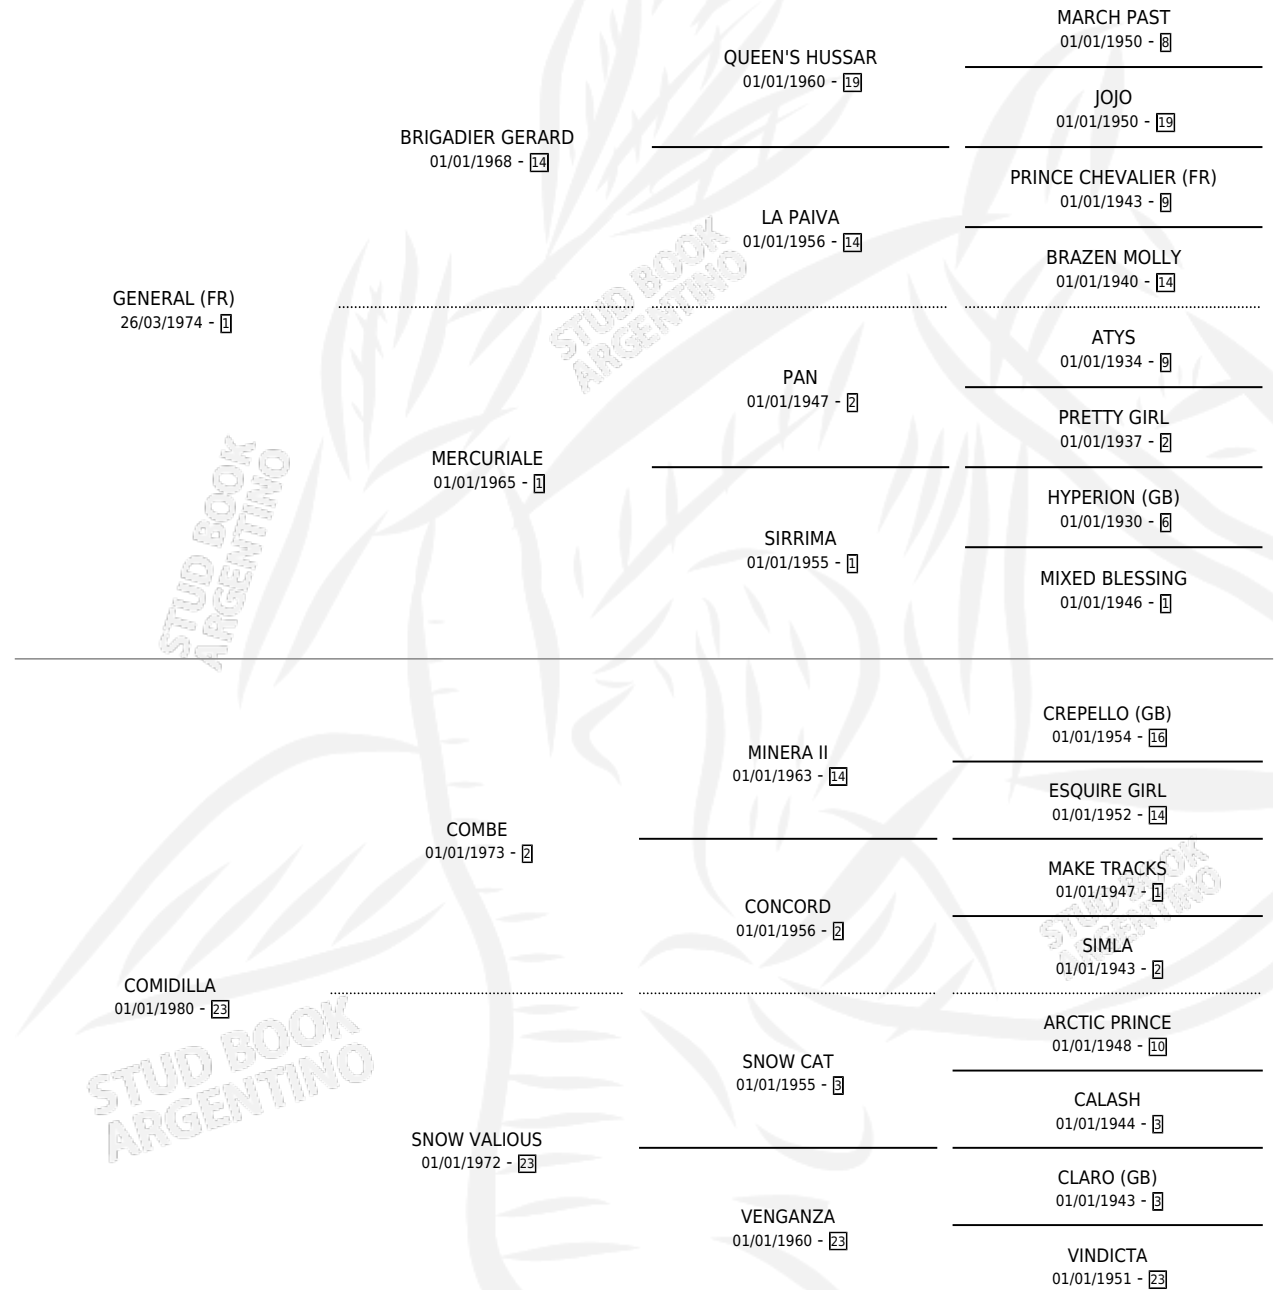 MARCH PAST
01/01/1950 - 8
QUEEN'S HUSSAR
01/01/1960 - 19
JOJO
01/01/1950 - 19
BRIGADIER GERARD
01/01/1968 - 14
PRINCE CHEVALIER (FR)
01/01/1943 - 9
LA PAIVA
01/01/1956 - 14
BRAZEN MOLLY
01/01/1940 - 14
GENERAL (FR)
26/03/1974 - 1
ATYS
01/01/1934 - 9
PAN
01/01/1947 - 2
PRETTY GIRL
01/01/1937 - 2
MERCURIALE
01/01/1965 - 1
HYPERION (GB)
01/01/1930 - 6
SIRRIMA
01/01/1955 - 1
MIXED BLESSING
01/01/1946 - 1
CREPELLO (GB)
01/01/1954 - 16
MINERA II
01/01/1963 - 14
ESQUIRE GIRL
01/01/1952 - 14
COMBE
01/01/1973 - 2
MAKE TRACKS
01/01/1947 - 1
CONCORD
01/01/1956 - 2
SIMLA
01/01/1943 - 2
COMIDILLA
01/01/1980 - 23
ARCTIC PRINCE
01/01/1948 - 10
SNOW CAT
01/01/1955 - 3
CALASH
01/01/1944 - 3
SNOW VALIOUS
01/01/1972 - 23
CLARO (GB)
01/01/1943 - 3
VENGANZA
01/01/1960 - 23
VINDICTA
01/01/1951 - 23
STUD BOOK
ARGENTINO
STUD BOOK
ARGENTINO
STUD BOOK
ARGENTINO
STUD BOOK
ARGENTINO